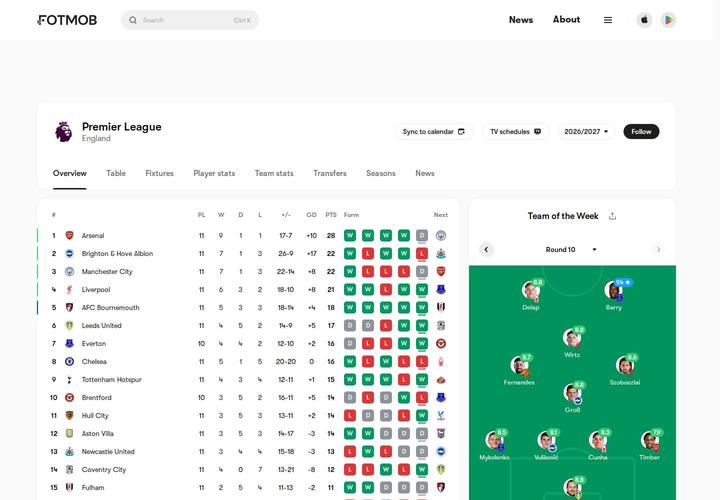 FOTMOB
Search
Ctrl K
News
About
Premier League
England
Sync to calendar
TV schedules
2026/2027
Follow
Overview Table Fixtures Player stats Team stats Transfers Seasons News
# PL W D L +/- GD PTS Form Next
1 Arsenal 11 9 1 1 17-7 +10 28 W W W W D
2 Brighton & Hove Albion 11 7 1 3 26-9 +17 22 W L W W L
3 Manchester City 11 7 1 3 22-14 +8 22 W L L L D
4 Liverpool 11 6 3 2 18-10 +8 21 W W L W W
5 AFC Bournemouth 11 5 3 3 18-14 +4 18 W W L W W
6 Leeds United 11 4 5 2 14-9 +5 17 D D L W W
7 Everton 10 4 4 2 12-10 +2 16 D L L W W
8 Chelsea 11 5 1 5 20-20 0 16 W L W L L
9 Tottenham Hotspur 11 4 3 4 12-11 +1 15 W W W L W
10 Brentford 10 3 5 2 16-11 +5 14 D L D W L
11 Hull City 11 3 5 3 13-11 +2 14 L D D L W
12 Aston Villa 11 3 5 3 14-17 -3 14 W W D D D
13 Newcastle United 11 3 4 4 15-18 -3 13 L W L D D
14 Coventry City 11 4 0 7 13-21 -8 12 L L W L W
15 Fulham 11 2 5 4 11-13 -2 11 W W D D D
Team of the Week
Round 10
8.8
Delap
9.4
Barry
8.8
Wirtz
8.7
Fernandes
8.6
Szoboszlai
8.8
Groß
8.5
Mykolenko
8.1
Vušković
8.3
Cunha
7.9
Timber
8.8